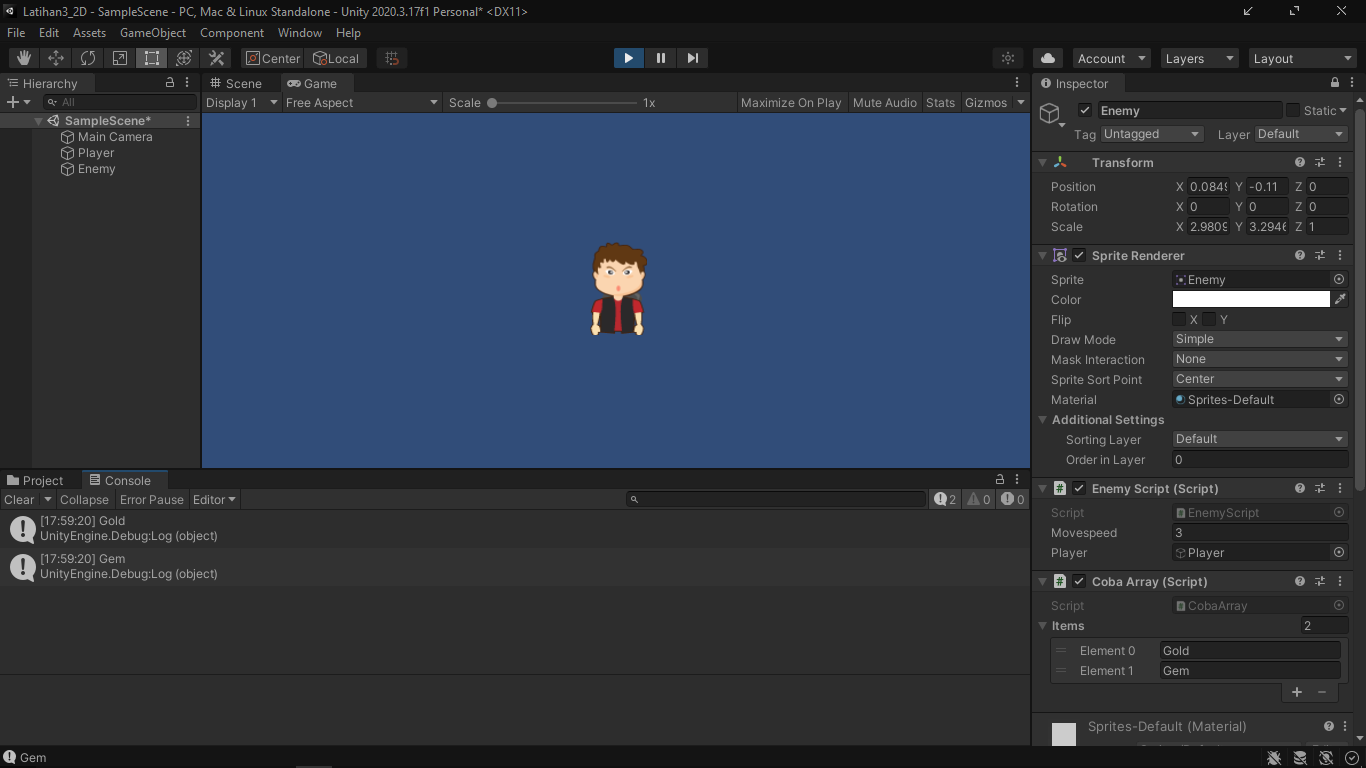 Latihan3_2D - SampleScene - PC, Mac & Linux Standalone - Unity 2020.3.17f1 Personal* <DX11>
File Edit Assets GameObject Component Window Help
Center Local Account Layers Layout
Hierarchy
All
SampleScene*
Main Camera
Player
Enemy
Scene Game
Display 1 Free Aspect Scale 1x Maximize On Play Mute Audio Stats Gizmos
Project Console
Clear Collapse Error Pause Editor 2 0 0
[17:59:20] Gold
UnityEngine.Debug:Log (object)
[17:59:20] Gem
UnityEngine.Debug:Log (object)
Gem
Inspector
Enemy Static
Tag Untagged Layer Default
Transform
Position X 0.0849 Y -0.11 Z 0
Rotation X 0 Y 0 Z 0
Scale X 2.9809 Y 3.2946 Z 1
Sprite Renderer
Sprite Enemy
Color
Flip X Y
Draw Mode Simple
Mask Interaction None
Sprite Sort Point Center
Material Sprites-Default
Additional Settings
Sorting Layer Default
Order in Layer 0
Enemy Script (Script)
Script EnemyScript
Movespeed 3
Player Player
Coba Array (Script)
Script CobaArray
Items 2
Element 0 Gold
Element 1 Gem
Sprites-Default (Material)